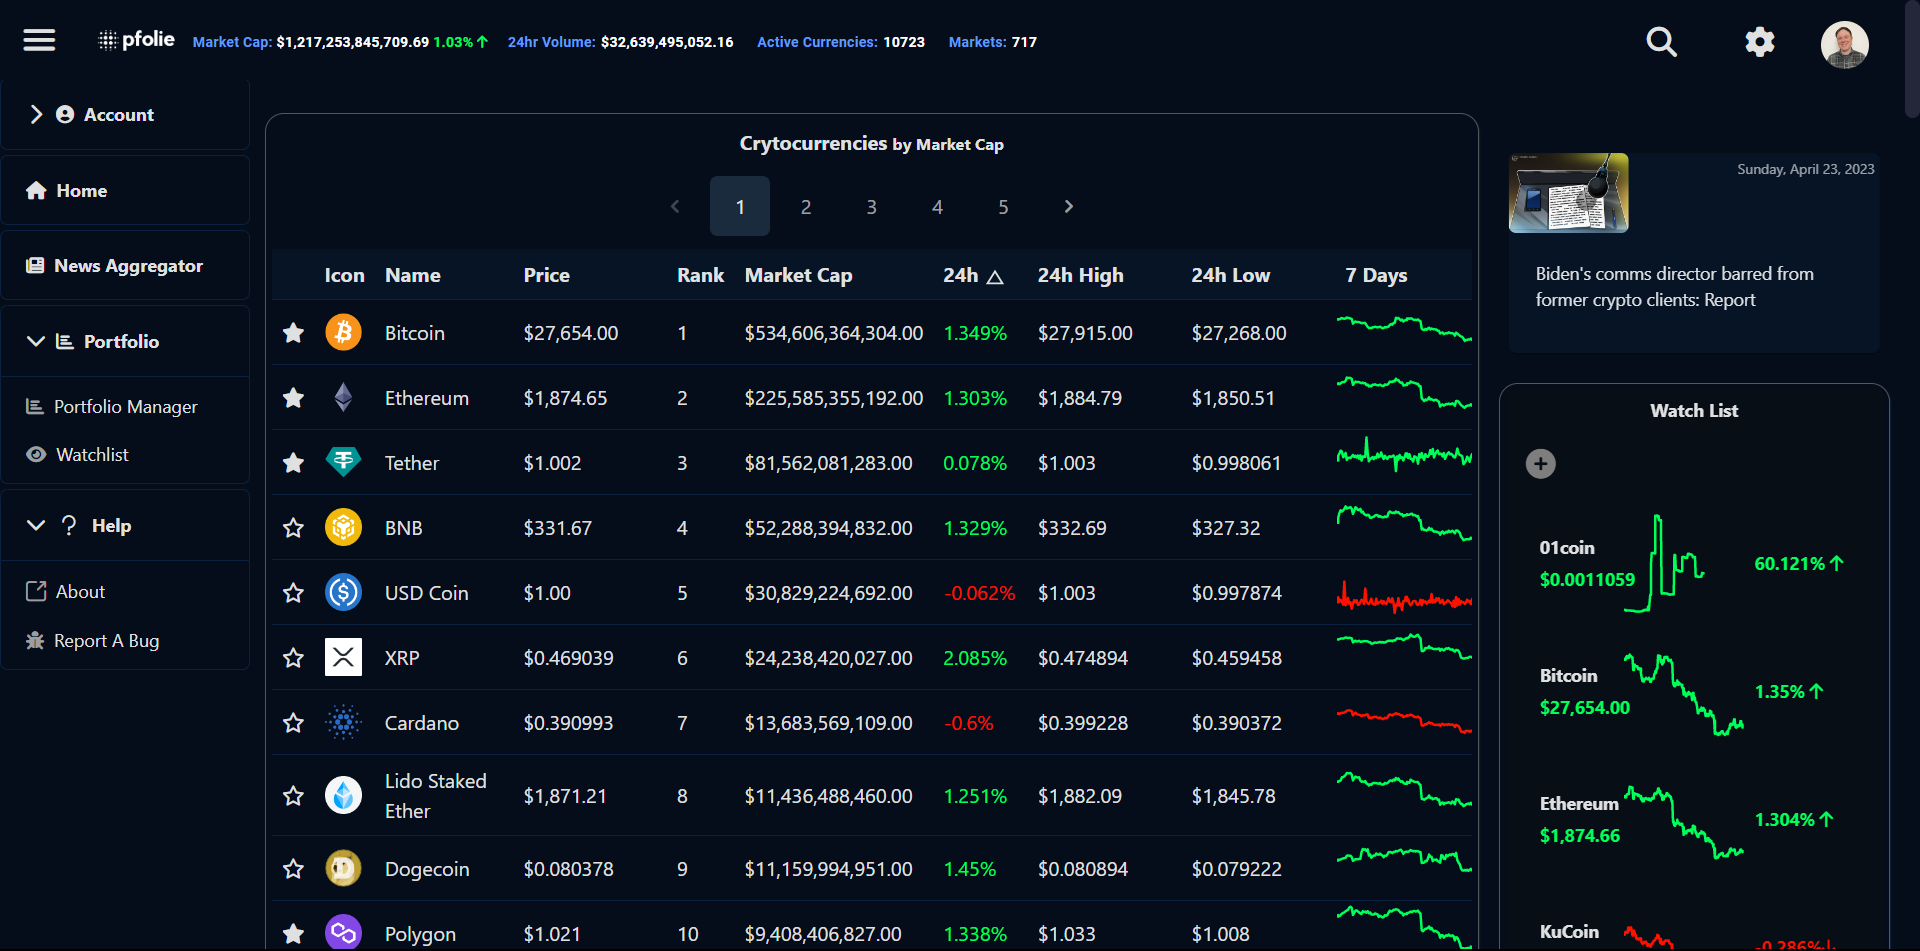 pfolie
Market Cap: $1,217,253,845,709.69 1.03% 24hr Volume: $32,639,495,052.16 Active Currencies: 10723 Markets: 717
Account
Home
News Aggregator
Portfolio
Portfolio Manager
Watchlist
Help
About
Report A Bug
Crytocurrencies by Market Cap
1 2 3 4 5
Icon Name Price Rank Market Cap 24h △ 24h High 24h Low 7 Days
Bitcoin $27,654.00 1 $534,606,364,304.00 1.349% $27,915.00 $27,268.00
Ethereum $1,874.65 2 $225,585,355,192.00 1.303% $1,884.79 $1,850.51
Tether $1.002 3 $81,562,081,283.00 0.078% $1.003 $0.998061
BNB $331.67 4 $52,288,394,832.00 1.329% $332.69 $327.32
USD Coin $1.00 5 $30,829,224,692.00 -0.062% $1.003 $0.997874
XRP $0.469039 6 $24,238,420,027.00 2.085% $0.474894 $0.459458
Cardano $0.390993 7 $13,683,569,109.00 -0.6% $0.399228 $0.390372
Lido Staked
Ether $1,871.21 8 $11,436,488,460.00 1.251% $1,882.09 $1,845.78
Dogecoin $0.080378 9 $11,159,994,951.00 1.45% $0.080894 $0.079222
Polygon $1.021 10 $9,408,406,827.00 1.338% $1.033 $1.008
Sunday, April 23, 2023
Biden's comms director barred from
former crypto clients: Report
Watch List
01coin
$0.0011059 60.121%
Bitcoin
$27,654.00 1.35%
Ethereum
$1,874.66 1.304%
KuCoin
-0.286%